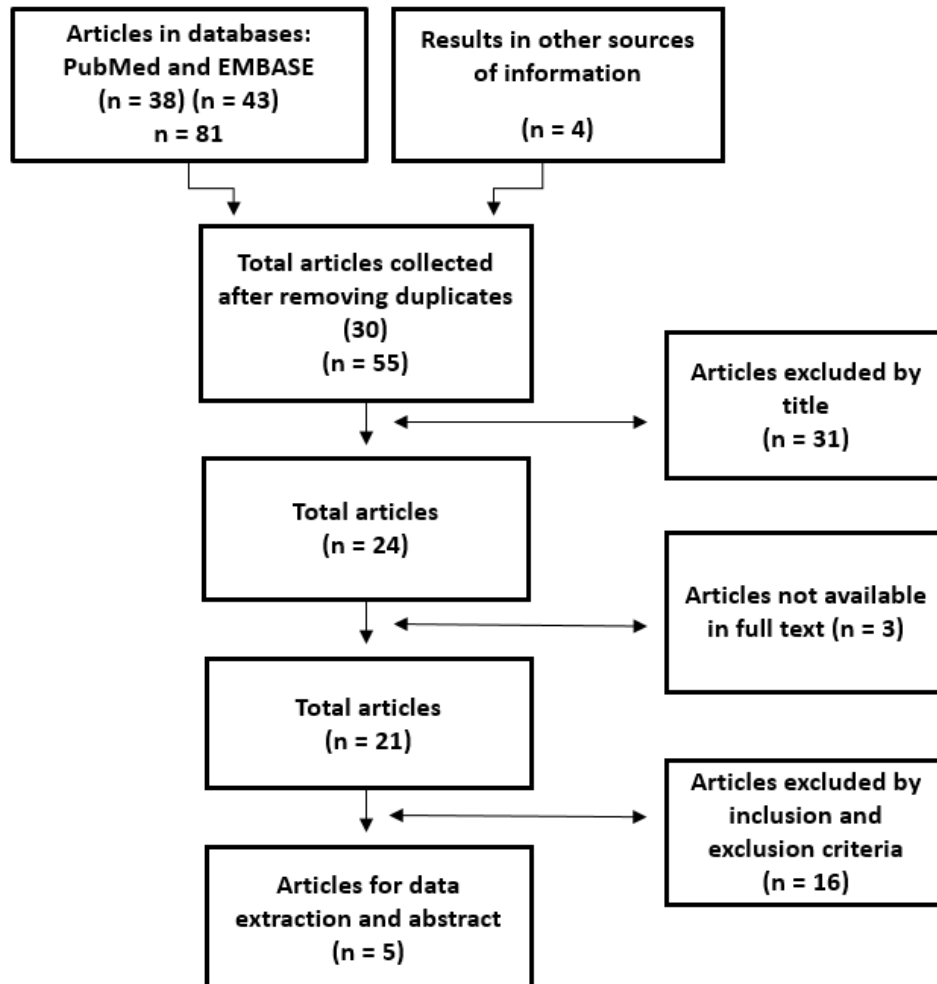 Articles in databases:
PubMed and EMBASE
(n = 38) (n = 43)
n = 81
Results in other sources
of information
(n = 4)
Total articles collected
after removing duplicates
(30)
(n = 55)
Articles excluded by
title
(n = 31)
Total articles
(n = 24)
Articles not available
in full text (n = 3)
Total articles
(n = 21)
Articles excluded by
inclusion and
exclusion criteria
(n = 16)
Articles for data
extraction and abstract
(n = 5)